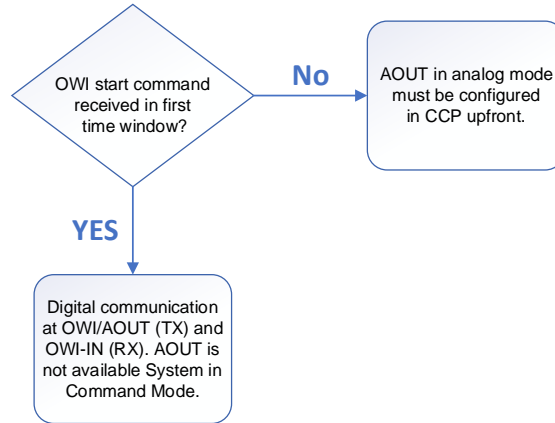 OWI start command
received in first
time window?
No
AOUT in analog mode
must be configured
in CCP upfront.
YES
Digital communication
at OWI/AOUT (TX) and
OWI-IN (RX). AOUT is
not available System in
Command Mode.